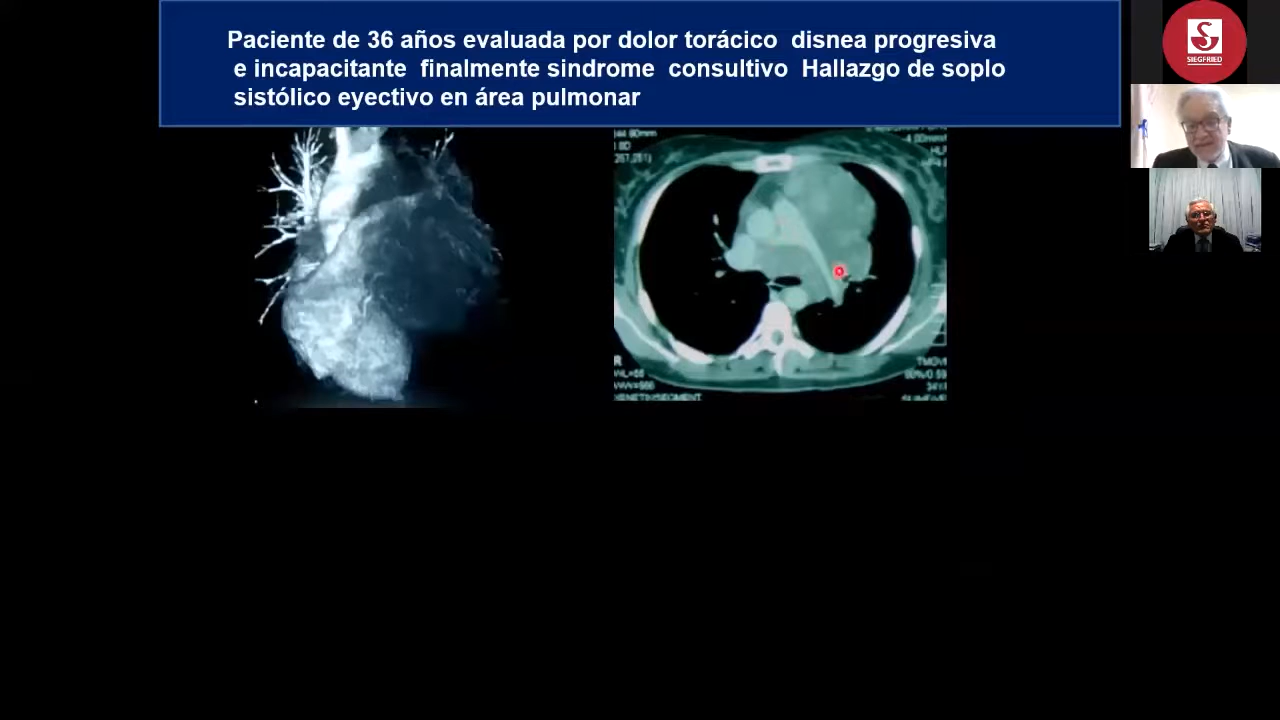 Paciente de 36 años evaluada por dolor torácico disnea progresiva
e incapacitante finalmente sindrome consultivo Hallazgo de soplo
sistólico eyectivo en área pulmonar
SIEGFRIED
R